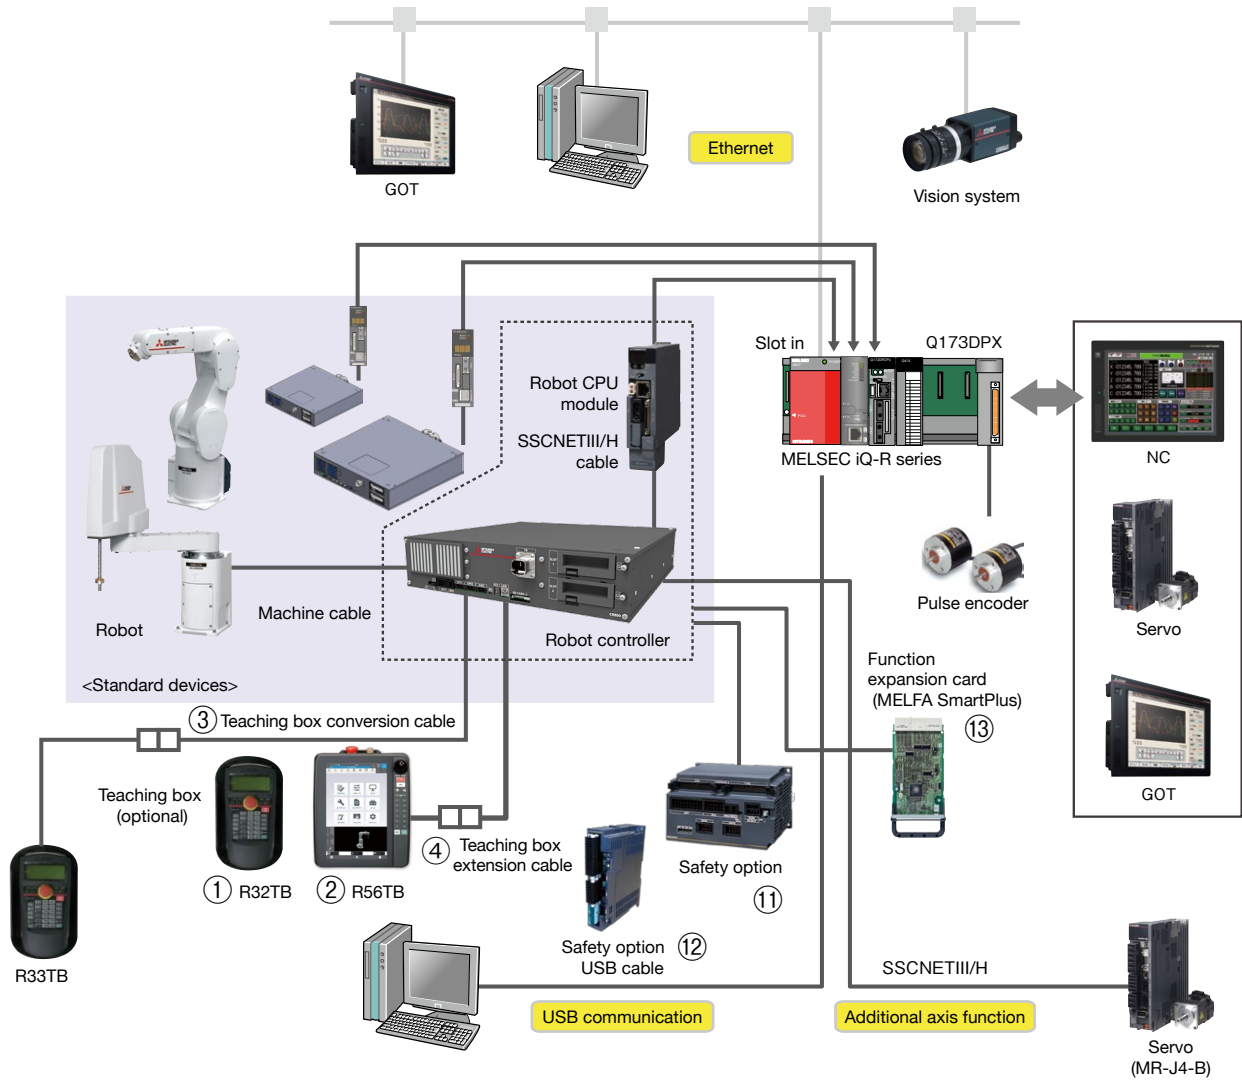 GOT
Ethernet
Vision system
Slot in
Q173DPX
Robot CPU
module
SSCNETIII/H
cable
MELSEC iQ-R series
NC
Pulse encoder
Servo
Robot
Machine cable
Robot controller
<Standard devices>
Function
expansion card
(MELFA SmartPlus)
⑬
GOT
③ Teaching box conversion cable
Teaching box
(optional)
① R32TB
② R56TB
④ Teaching box
extension cable
Safety option
⑪
R33TB
Safety option
USB cable
⑫
SSCNETIII/H
USB communication
Additional axis function
Servo
(MR-J4-B)